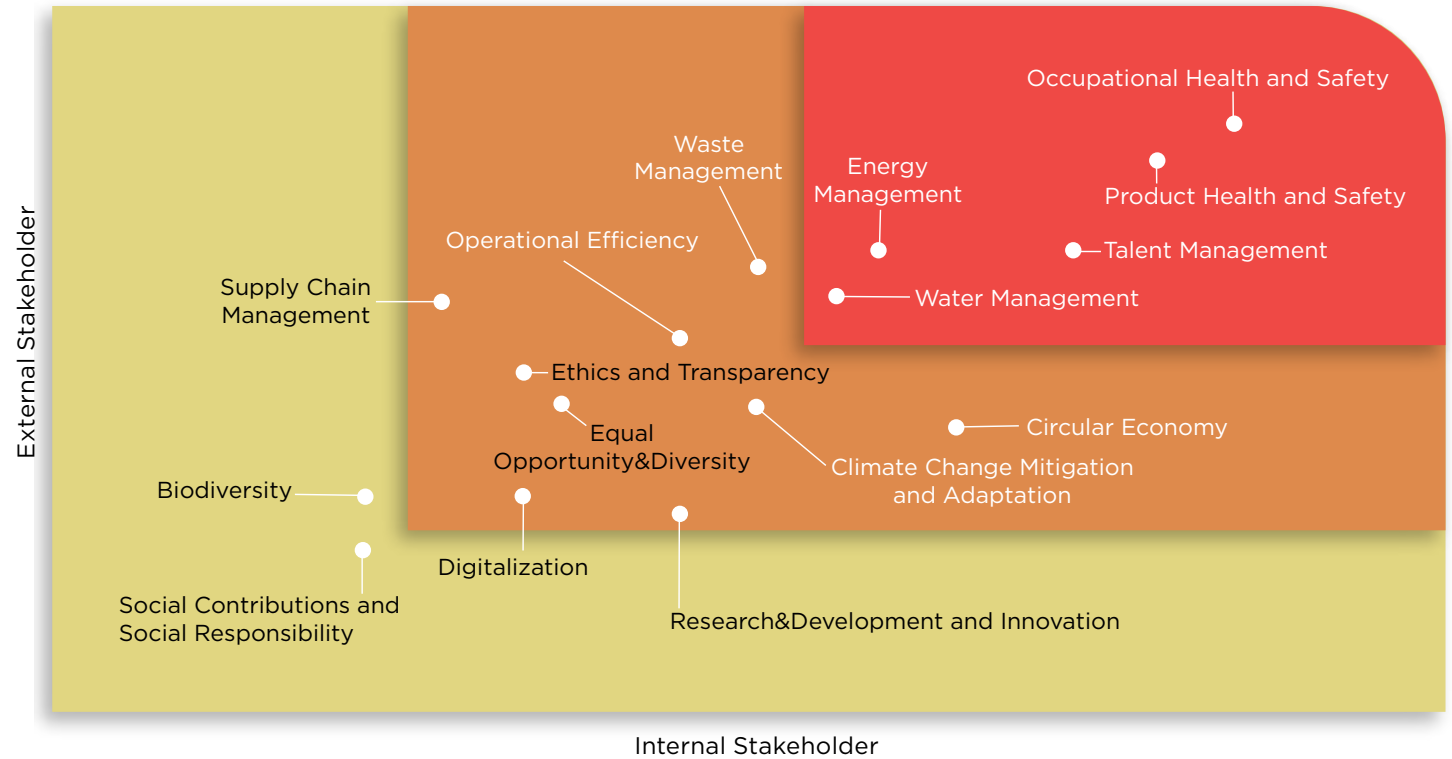 Occupational Health and Safety
Waste
Management
Energy
Management
Product Health and Safety
Operational Efficiency
Talent Management
Supply Chain
Management
Water Management
External Stakeholder
Ethics and Transparency
Equal
Opportunity&Diversity
Circular Economy
Climate Change Mitigation
and Adaptation
Biodiversity
Digitalization
Social Contributions and
Social Responsibility
Research&Development and Innovation
Internal Stakeholder